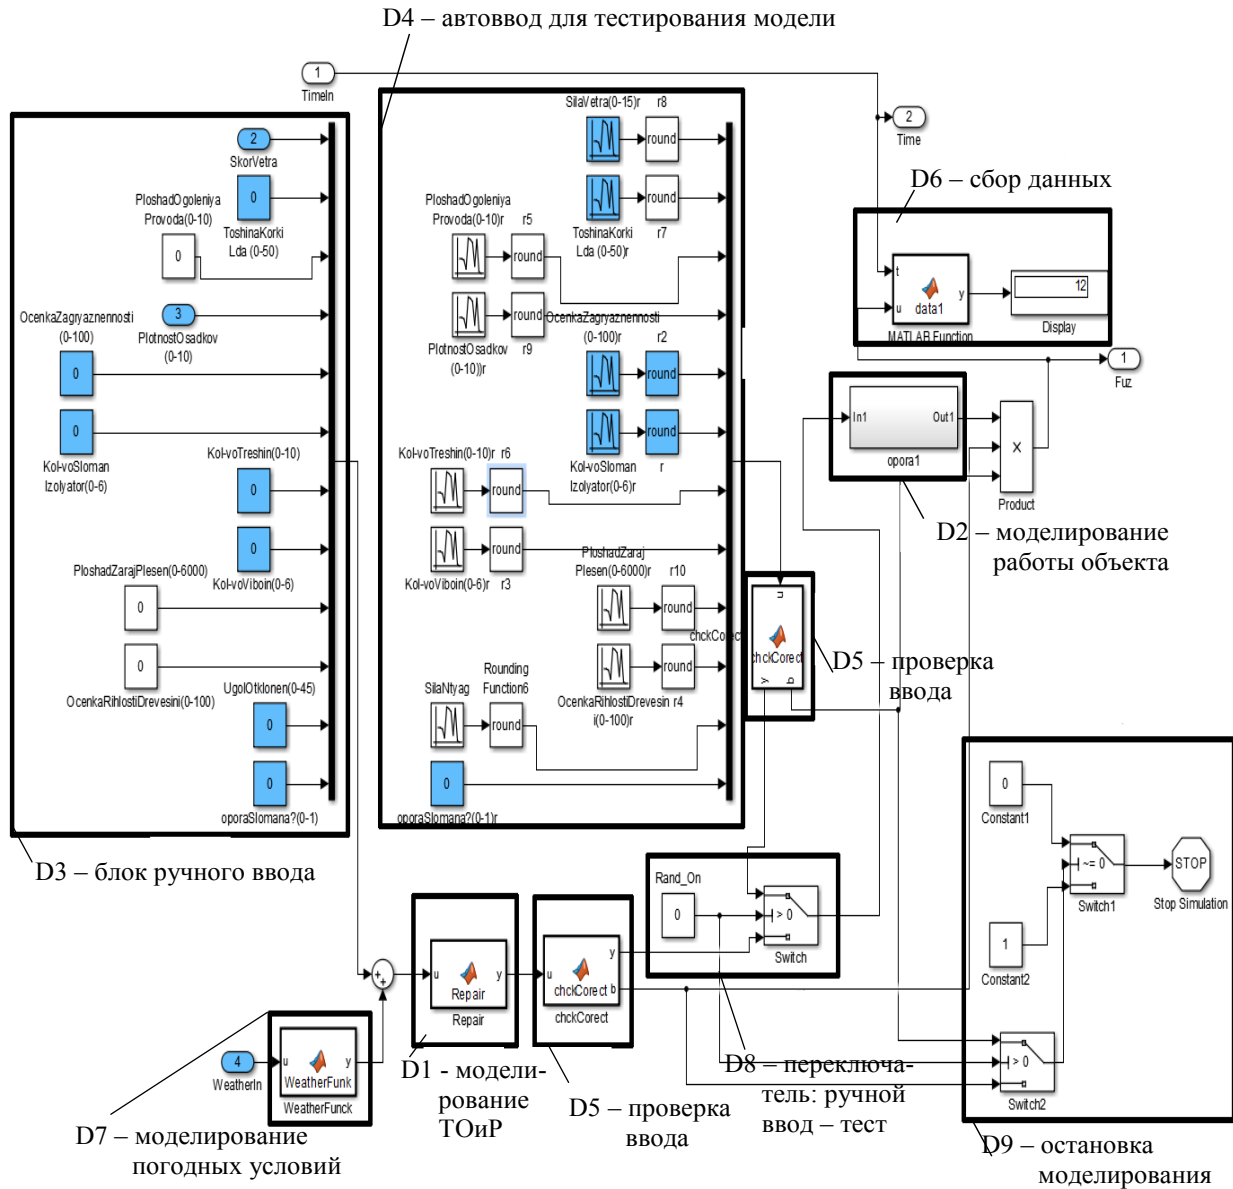 D4 – автоввод для тестирования модели
1
TimeIn
2
SkorVetra
PloshadOgoleniya
Provoda(0-10)
0
ToshinaKorki
Lda (0-50)
0
3
PlotnostOsadkov
(0-10)
OcenkaZagryaznennosti
(0-100)
0
0
Kol-voSloman
Izolyator(0-6)
Kol-voTreshin(0-10)
0
0
Kol-voViboin(0-6)
PloshadZarajPlesen(0-6000)
0
0
OcenkaRihlostiDrevesini(0-100)
UgolOtklonen(0-45)
0
0
oporaSlomana?(0-1)
D3 – блок ручного ввода
SilaVetra(0-15)r
r8
round
round
ToshinaKorki
Lda (0-50)r
r7
PloshadOgoleniya
Provoda(0-10)r
r5
round
round
PlotnostOsadkov
(0-10))r
r9
OcenkaZagryaznennosti
(0-100)r
r2
round
round
Kol-voSloman
Izolyator(0-6)r
r
Kol-voTreshin(0-10)r
r6
round
round
Kol-voViboin(0-6)r
r3
PloshadZaraj
Plesen(0-6000)r
r10
round
round
OcenkaRihlostiDrevesin
i(0-100)r
r4
SilaNtyag
Rounding
Function6
round
0
oporaSlomana?(0-1)r
2
Time
D6 – сбор данных
t
u
data1
y
MATLAB Function
12
Display
1
Fuz
In1
Out1
opora1
X
Product
D2 – моделирование
работы объекта
chckCorect
u
chckCorect
y
b
D5 – проверка
ввода
0
Constant1
1
Constant2
~= 0
Switch1
STOP
Stop Simulation
> 0
Switch2
D9 – остановка
моделирования
Rand_On
0
> 0
Switch
D8 – переключа-
тель: ручной
ввод – тест
u
chckCorect
y
b
chckCorect
D5 – проверка
ввода
u
Repair
y
Repair
D1 - модели-
рование
ТОиР
+
+
4
WeatherIn
u
WeatherFunk
y
WeatherFunck
D7 – моделирование
погодных условий